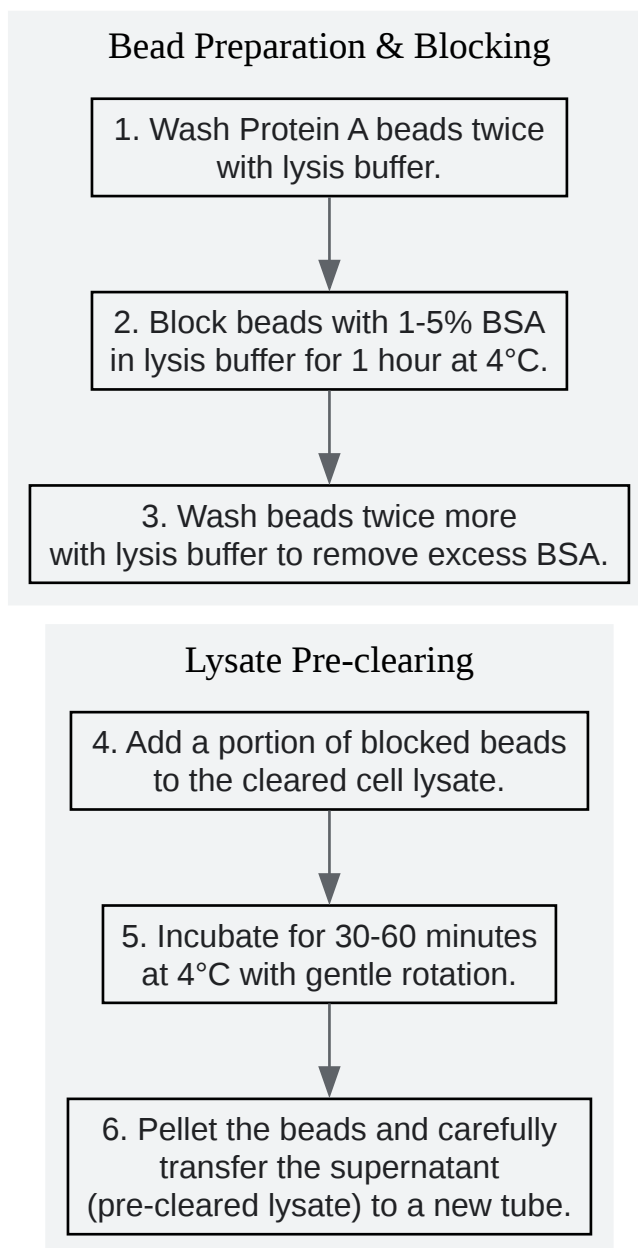 Bead Preparation & Blocking
1. Wash Protein A beads twice
with lysis buffer.
2. Block beads with 1-5% BSA
in lysis buffer for 1 hour at 4°C.
3. Wash beads twice more
with lysis buffer to remove excess BSA.
Lysate Pre-clearing
4. Add a portion of blocked beads
to the cleared cell lysate.
5. Incubate for 30-60 minutes
at 4°C with gentle rotation.
6. Pellet the beads and carefully
transfer the supernatant
(pre-cleared lysate) to a new tube.